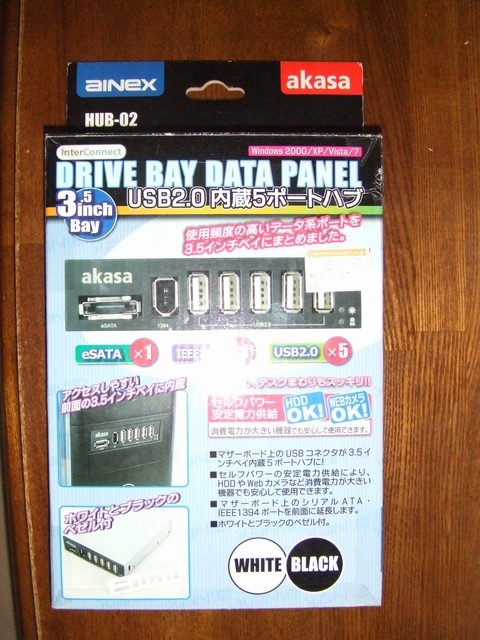 AINEX
akasa
HUB-02
InterConnect
Windows 2000/XP/Vista/7
DRIVE BAY DATA PANEL
3.5inch
Bay
USB2.0 内蔵5ポートハブ
使用頻度の高いデータ系ポートを
3.5インチベイにまとめました。
akasa
eSATA
1394
USB2.0
eSATA ×1
IEEE
USB2.0 ×5
アクセスしやすい
前面の3.5インチベイに内蔵
デスクまわりもスッキリ!!
セルフパワー
安定電力供給
HDD
OK!
WEBカメラ
OK!
消費電力が大きい機器でも安心して使用できます。
akasa
■マザーボード上のUSBコネクタが3.5イ
ンチベイ内蔵5ポートハブに!
■セルフパワーの安定電力供給により、
HDDやWebカメラなど消費電力が大きい
機器でも安心して使用できます。
■マザーボード上のシリアルATA・
IEEE1394ポートを前面に延長します。
■ホワイトとブラックのベゼル付。
ホワイトとブラックの
ベゼル付
WHITE
BLACK